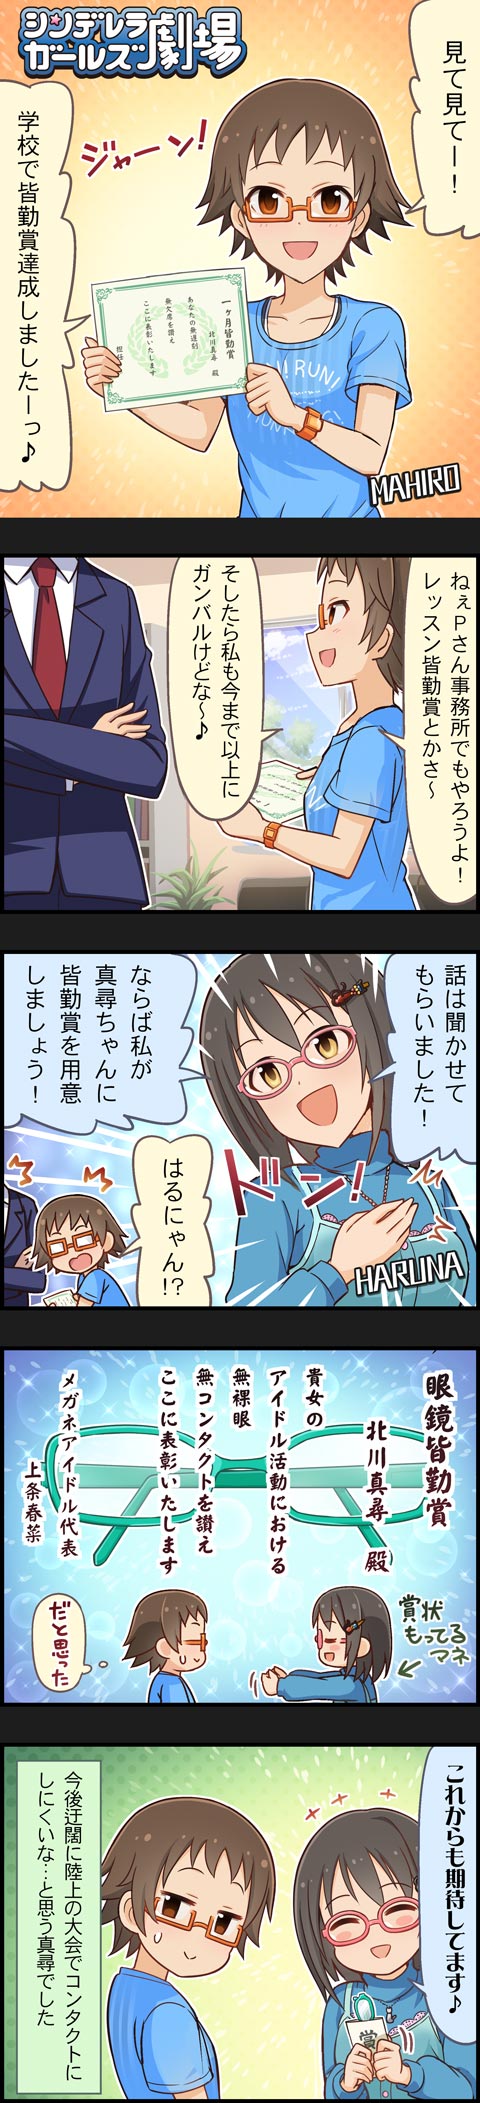 シンデレラ
ガールズ劇場
見て見てー！
ジャーン！
学校で皆勤賞達成しましたーっ♪
一ヶ月皆勤賞
北川真尋 殿
あなたの無遅刻
無欠席を讃え
ここに表彰いたします
担任
RUN!
MAHIRO
ねぇPさん事務所でもやろうよ！
レッスン皆勤賞とかさ～
そしたら私も今まで以上に
ガンバルけどな～♪
話は聞かせて
もらいました！
ならば私が
真尋ちゃんに
皆勤賞を用意
しましょう！
ドン！
HARUNA
はるにゃん！？
眼鏡皆勤賞
北川真尋 殿
貴女の
アイドル活動における
無裸眼
無コンタクトを讃え
ここに表彰いたします
メガネアイドル代表
上条春菜
賞状
もってる
マネ
だと思った
これからも期待してます♪
賞
今後迂闊に陸上の大会でコンタクトに
しにくいな…と思う真尋でした